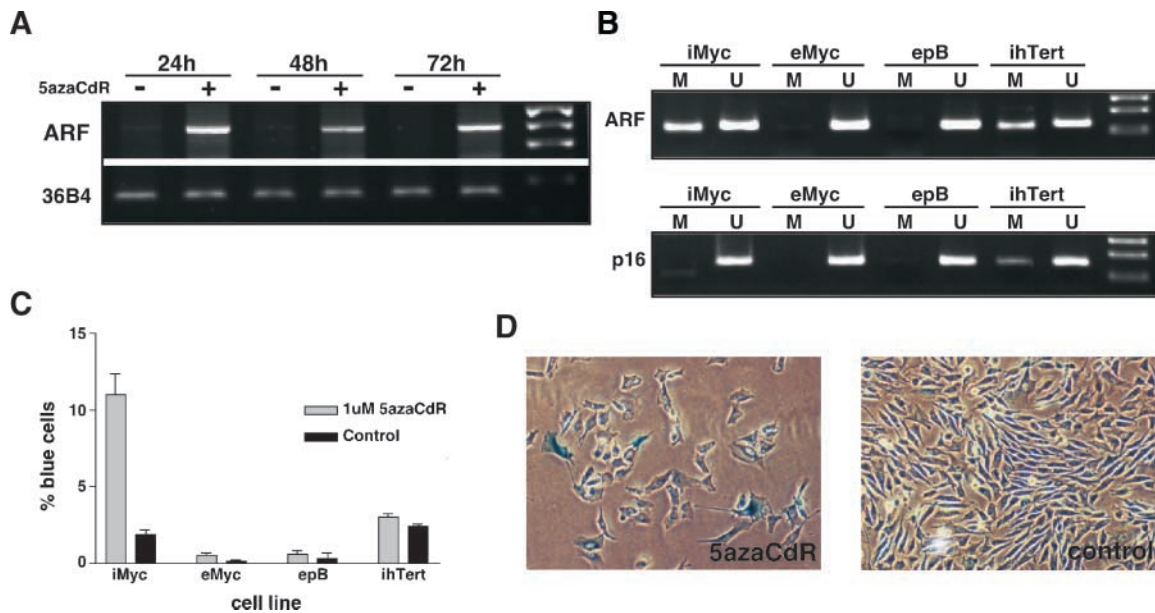 A
24h 48h 72h
5azaCdR - + - + - +
ARF
36B4
B
iMyc eMyc epB ihTert
M U M U M U M U
ARF
iMyc eMyc epB ihTert
M U M U M U M U
p16
C
15
10
5
0
% blue cells
1uM 5azaCdR
Control
iMyc eMyc epB ihTert
cell line
D
5azaCdR
control